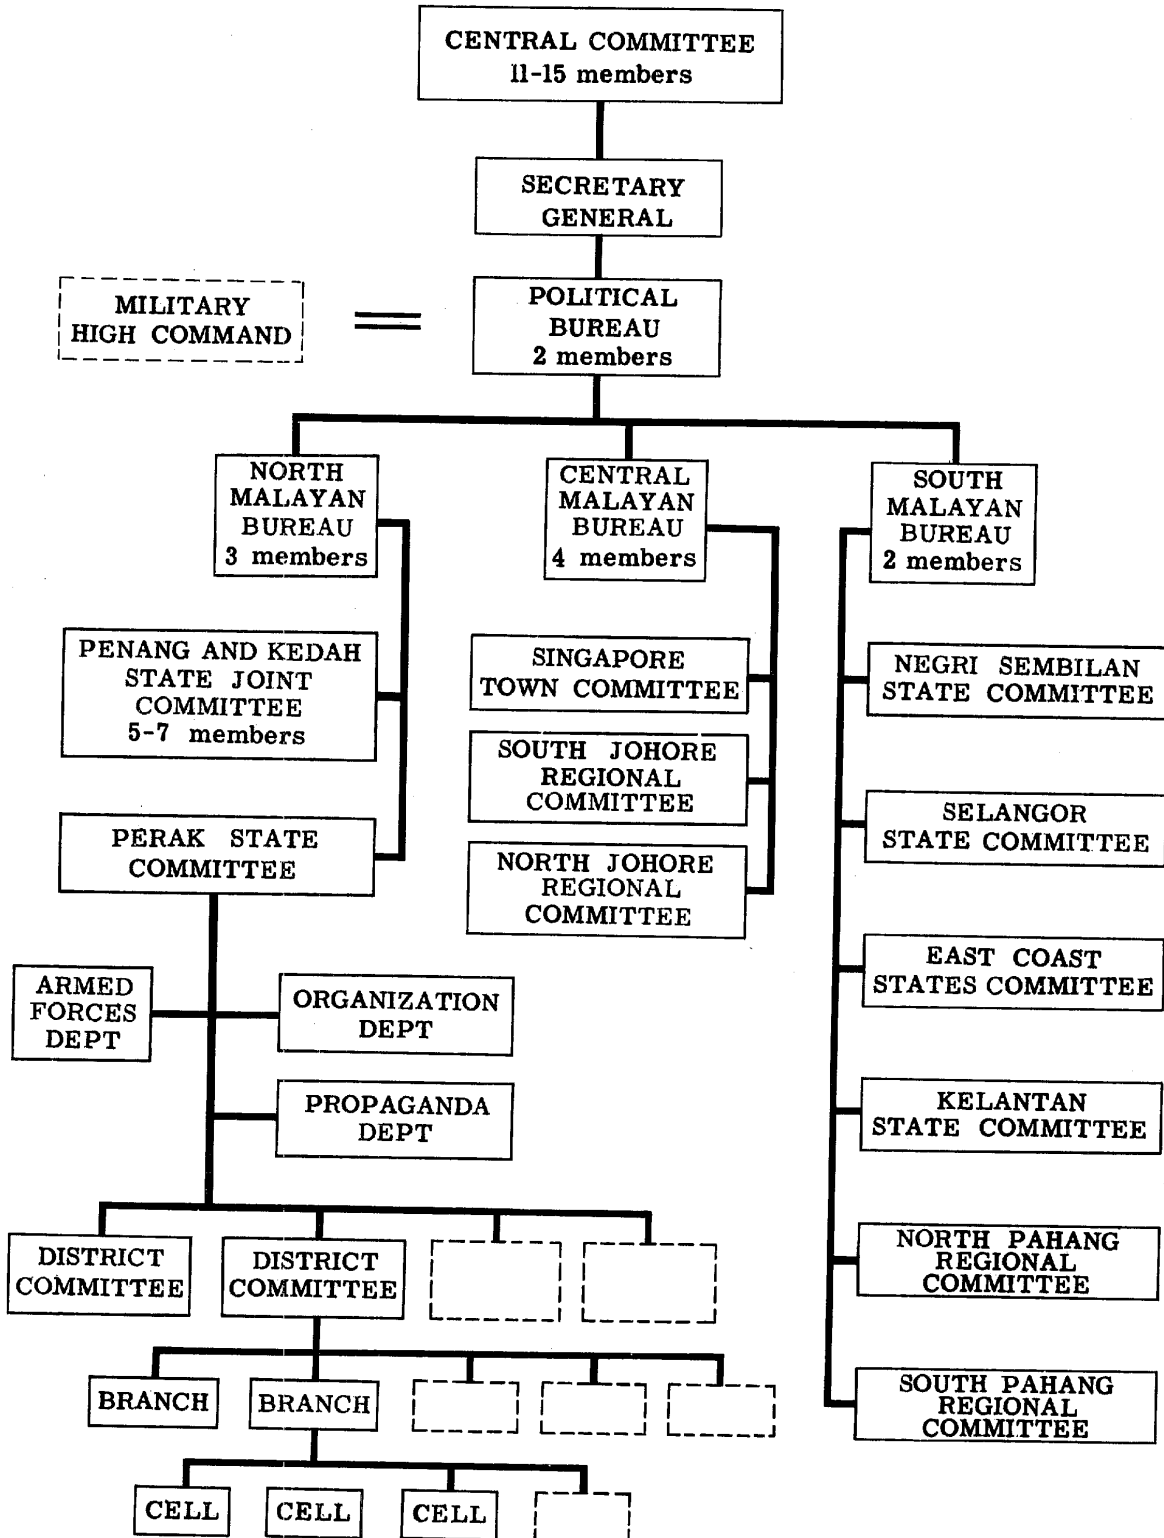 CENTRAL COMMITTEE
11-15 members
SECRETARY
GENERAL
MILITARY
HIGH COMMAND
POLITICAL
BUREAU
2 members
NORTH
MALAYAN
BUREAU
3 members
CENTRAL
MALAYAN
BUREAU
4 members
SOUTH
MALAYAN
BUREAU
2 members
PENANG AND KEDAH
STATE JOINT
COMMITTEE
5-7 members
SINGAPORE
TOWN COMMITTEE
NEGRI SEMBILAN
STATE COMMITTEE
SOUTH JOHORE
REGIONAL
COMMITTEE
PERAK STATE
COMMITTEE
SELANGOR
STATE COMMITTEE
NORTH JOHORE
REGIONAL
COMMITTEE
EAST COAST
STATES COMMITTEE
ARMED
FORCES
DEPT
ORGANIZATION
DEPT
PROPAGANDA
DEPT
KELANTAN
STATE COMMITTEE
DISTRICT
COMMITTEE
DISTRICT
COMMITTEE
NORTH PAHANG
REGIONAL
COMMITTEE
BRANCH
BRANCH
SOUTH PAHANG
REGIONAL
COMMITTEE
CELL
CELL
CELL